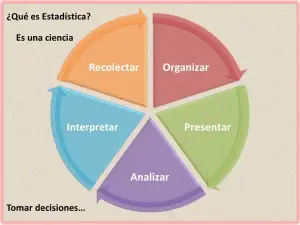 ¿Qué es Estadística?
Es una ciencia
Recolectar
Organizar
Interpretar
Presentar
Analizar
Tomar decisiones…